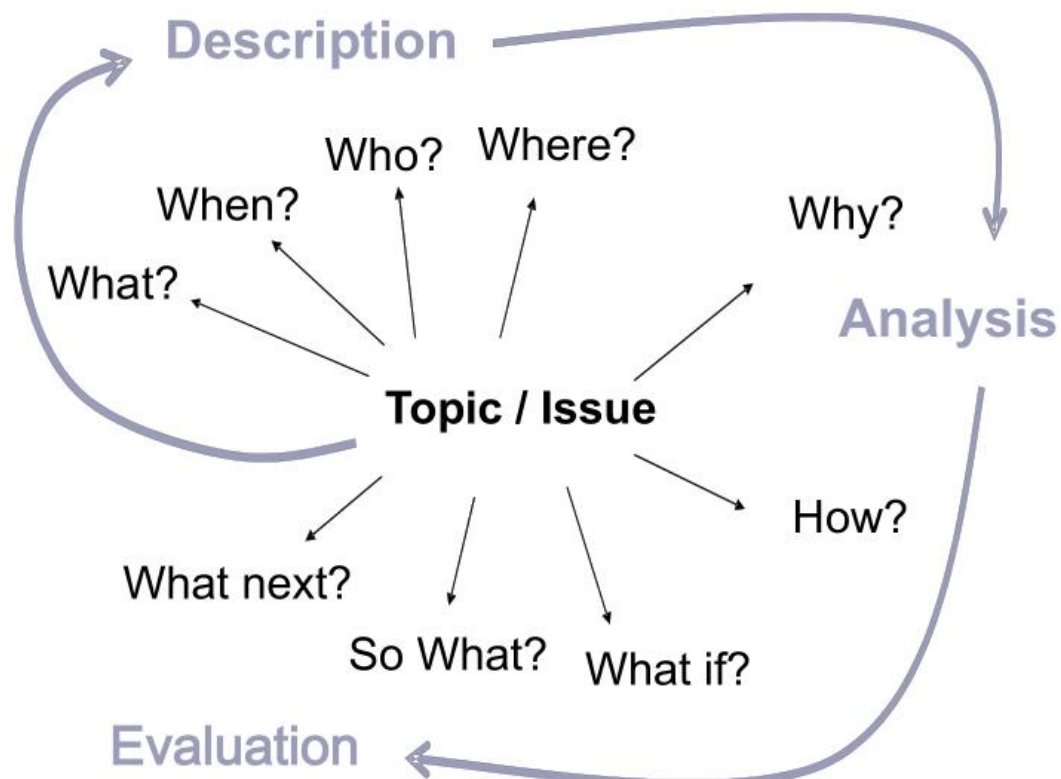 Description
Who?
Where?
When?
Why?
What?
Analysis
Topic / Issue
How?
What next?
So What?
What if?
Evaluation